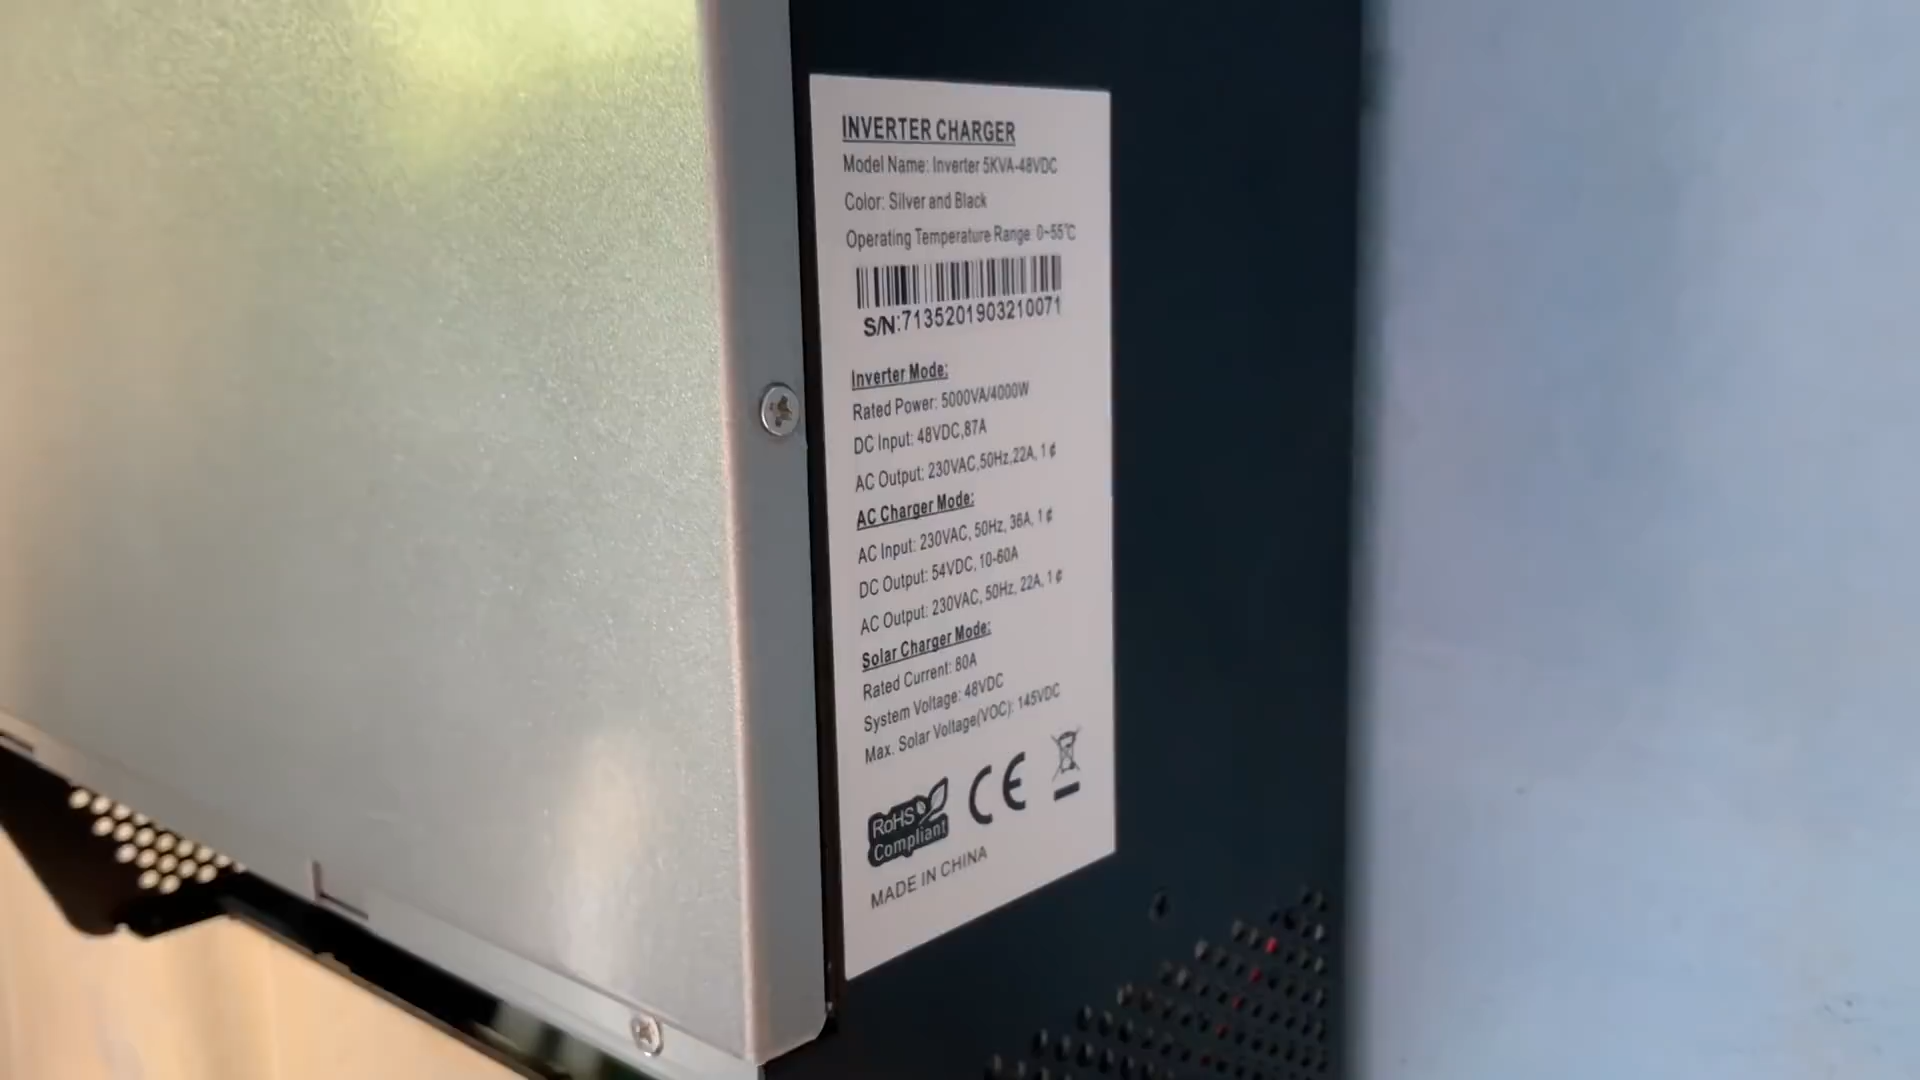 INVERTER CHARGER
Model Name: Inverter 5KVA-48VDC
Color: Silver and Black
Operating Temperature Range: 0~55℃
S/N:7135201903210071
Inverter Mode:
Rated Power: 5000VA/4000W
DC Input: 48VDC,87A
AC Output: 230VAC,50Hz,22A, 1¢
AC Charger Mode:
AC Input: 230VAC, 50Hz, 36A, 1¢
DC Output: 54VDC, 10-60A
AC Output: 230VAC, 50Hz, 22A, 1¢
Solar Charger Mode:
Rated Current: 80A
System Voltage: 48VDC
Max. Solar Voltage(VOC): 145VDC
RoHS
Compliant
CE
MADE IN CHINA